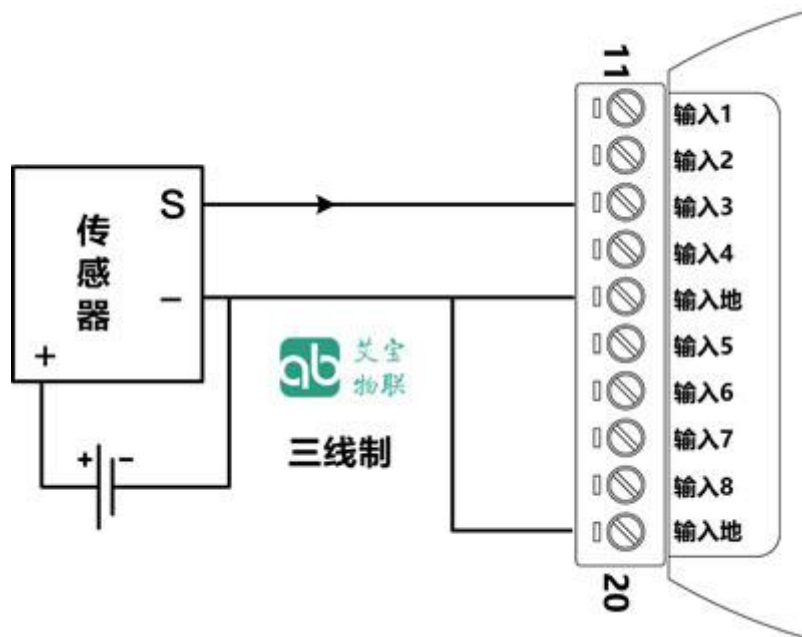 11
输入1
输入2
输入3
输入4
输入地
输入5
输入6
输入7
输入8
输入地
20
S
传感器
−
+
+ −
ab 艾宝
物联
三线制